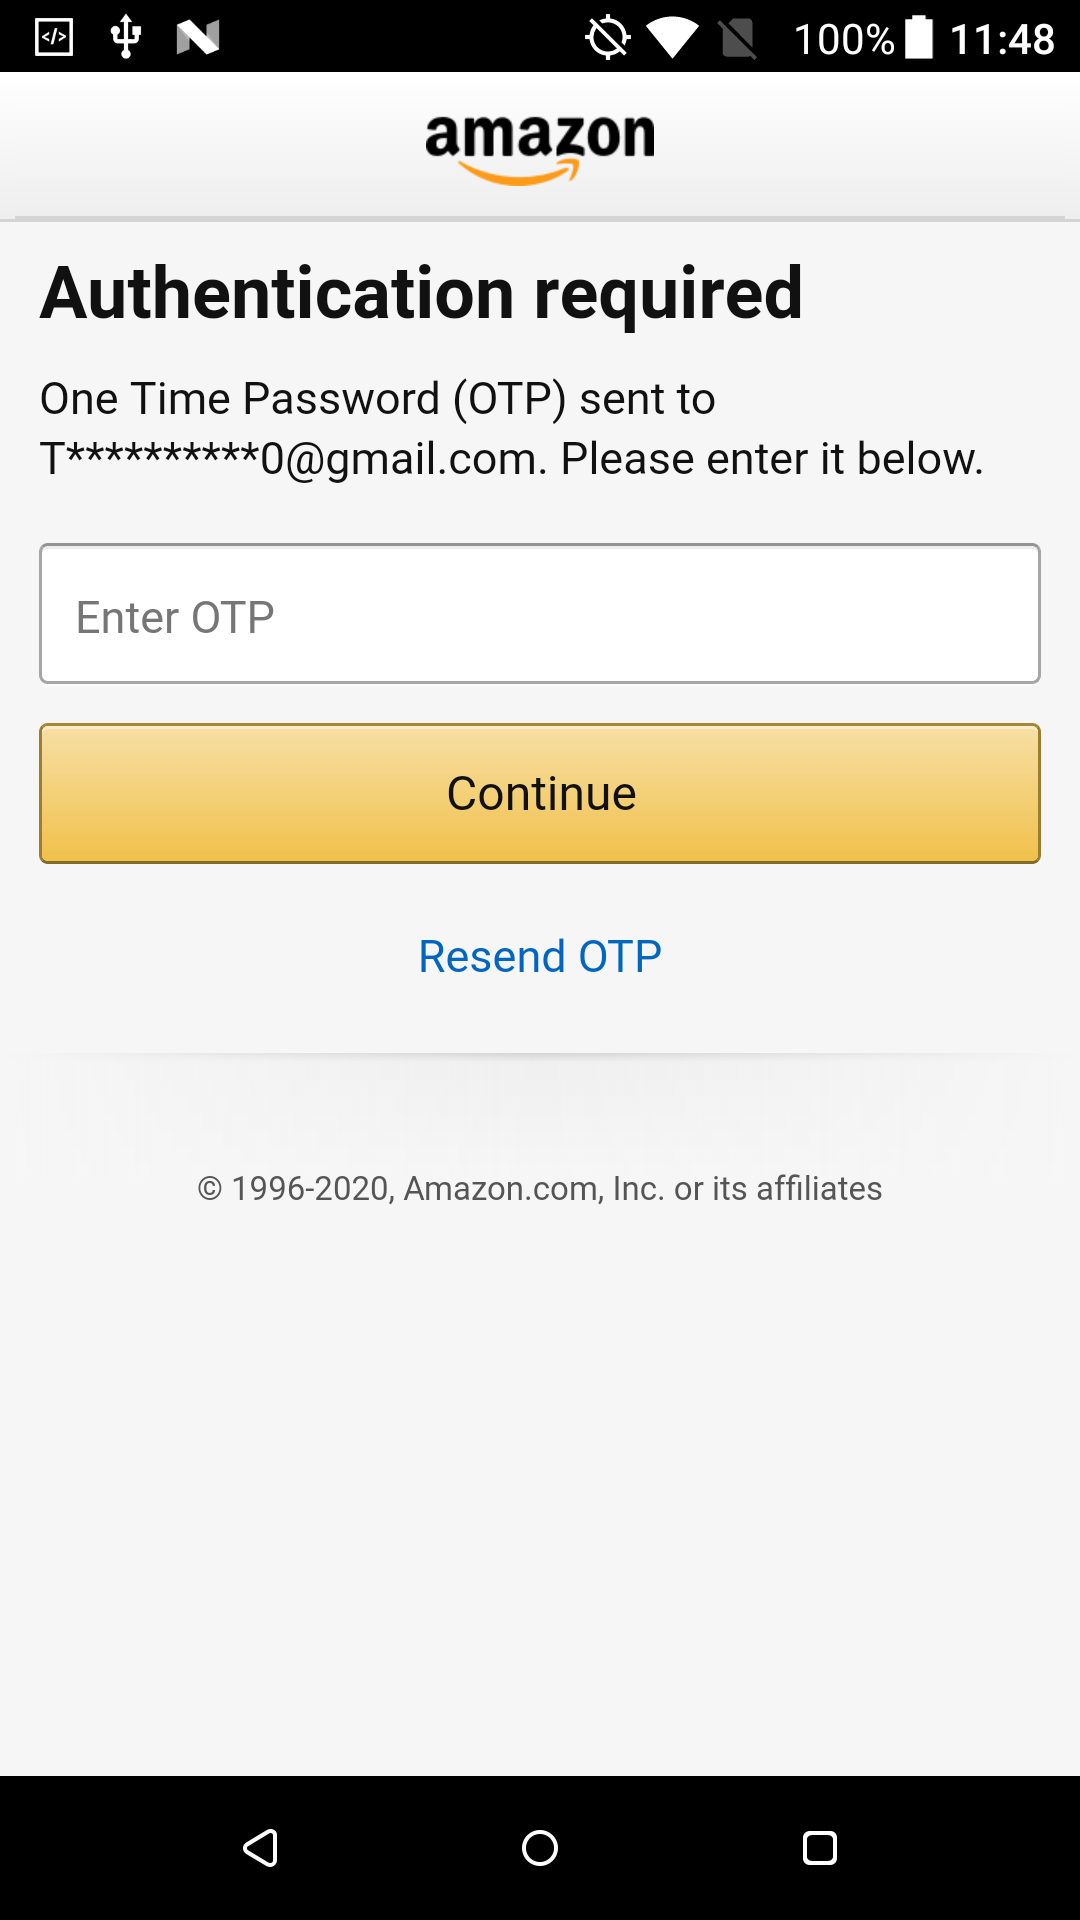 100% 11:48
amazon
Authentication required
One Time Password (OTP) sent to
T**********0@gmail.com. Please enter it below.
Enter OTP
Continue
Resend OTP
© 1996-2020, Amazon.com, Inc. or its affiliates